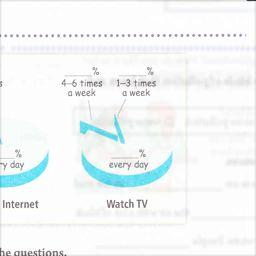 ____% ____%
s 4–6 times 1–3 times
a week a week
% ____%
ry day every day
Internet Watch TV
he questions.